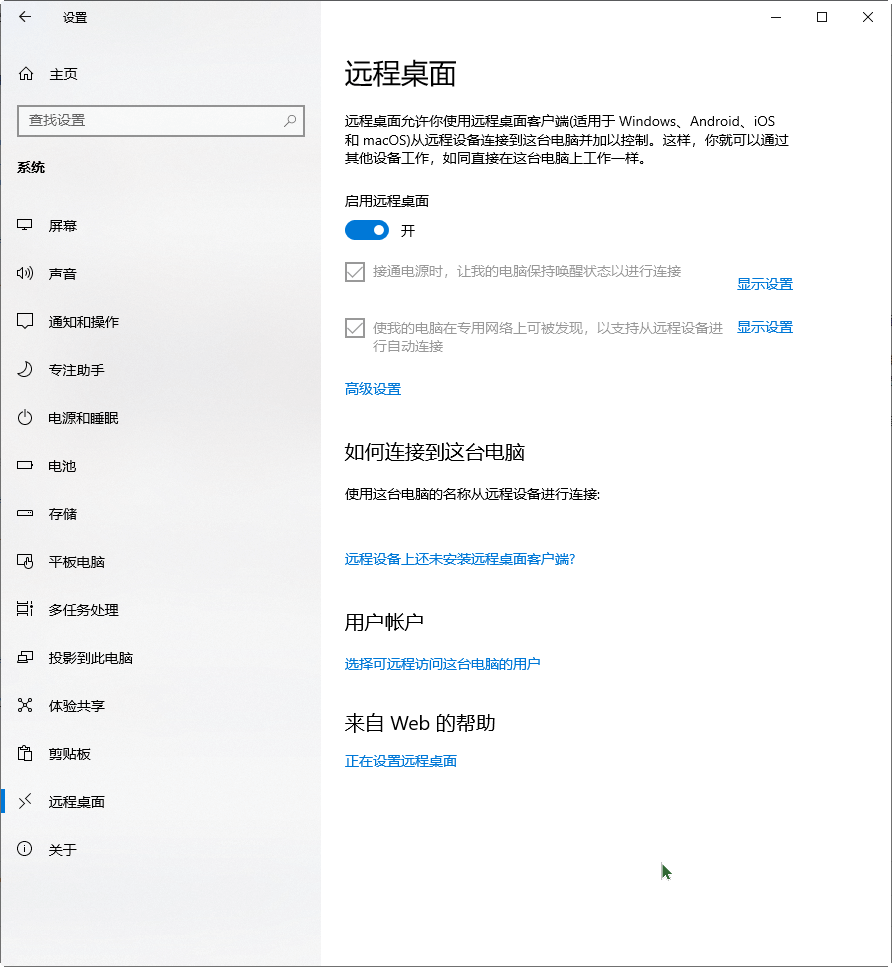 设置
主页
查找设置
系统
屏幕
声音
通知和操作
专注助手
电源和睡眠
电池
存储
平板电脑
多任务处理
投影到此电脑
体验共享
剪贴板
远程桌面
关于
远程桌面
远程桌面允许你使用远程桌面客户端(适用于 Windows、Android、iOS
和 macOS)从远程设备连接到这台电脑并加以控制。这样，你就可以通过
其他设备工作，如同直接在这台电脑上工作一样。
启用远程桌面
开
接通电源时，让我的电脑保持唤醒状态以进行连接
显示设置
使我的电脑在专用网络上可被发现，以支持从远程设备进
行自动连接
显示设置
高级设置
如何连接到这台电脑
使用这台电脑的名称从远程设备进行连接:
远程设备上还未安装远程桌面客户端?
用户帐户
选择可远程访问这台电脑的用户
来自 Web 的帮助
正在设置远程桌面